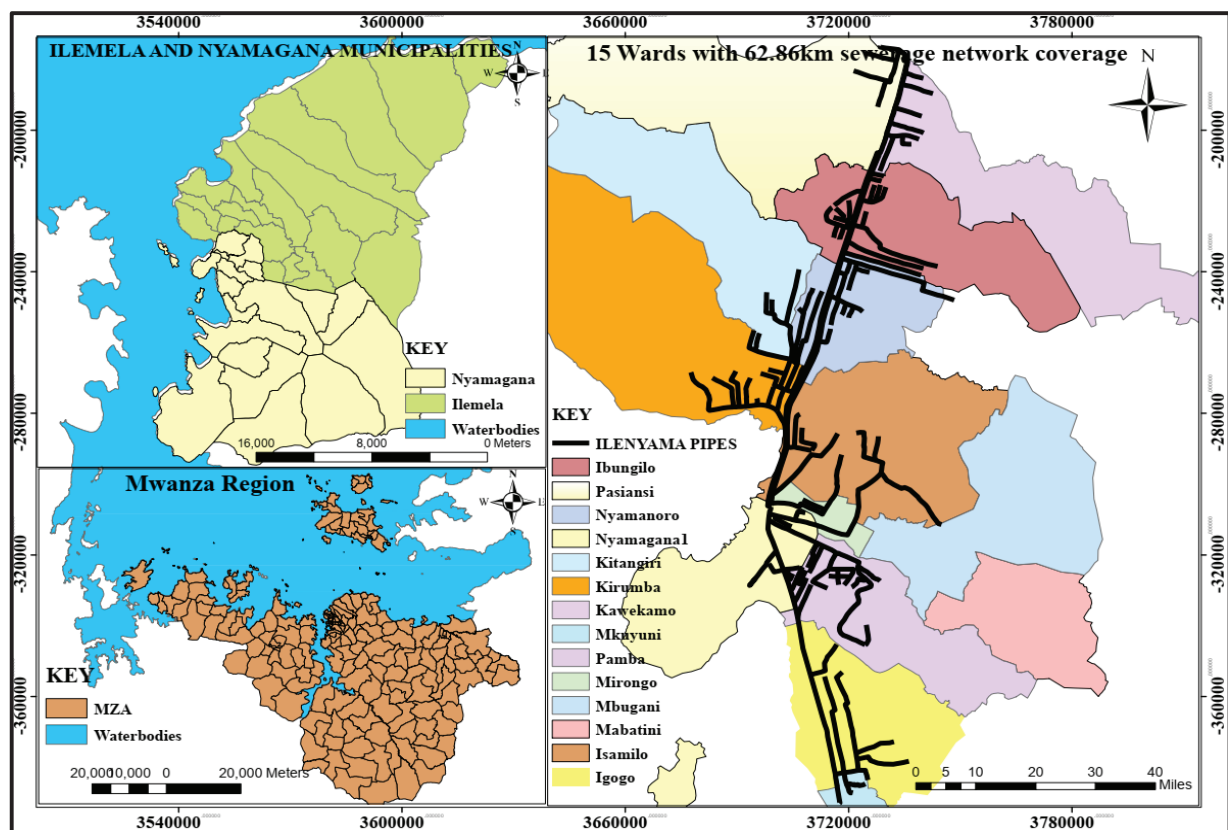 3540000 3600000 3660000 3720000 3780000
ILEMELA AND NYAMAGANA MUNICIPALITIES
N
W E
S
KEY
Nyamagana
Ilemela
Waterbodies
16,000 8,000 0 Meters
-200000
-240000
-280000
-320000
-360000
Mwanza Region
N
W E
S
KEY
MZA
Waterbodies
20,000 10,000 0 20,000 Meters
15 Wards with 62.86km sewerage network coverage
N
KEY
ILENYAMA PIPES
Ibungilo
Pasiansi
Nyamanoro
Nyamagana1
Kitangiri
Kirumba
Kawekamo
Mkuyuni
Pamba
Mirongo
Mbugani
Mabatini
Isamilo
Igogo
0 5 10 20 30 40
Miles
-200000
-240000
-280000
-320000
-360000
3540000 3600000 3660000 3720000 3780000